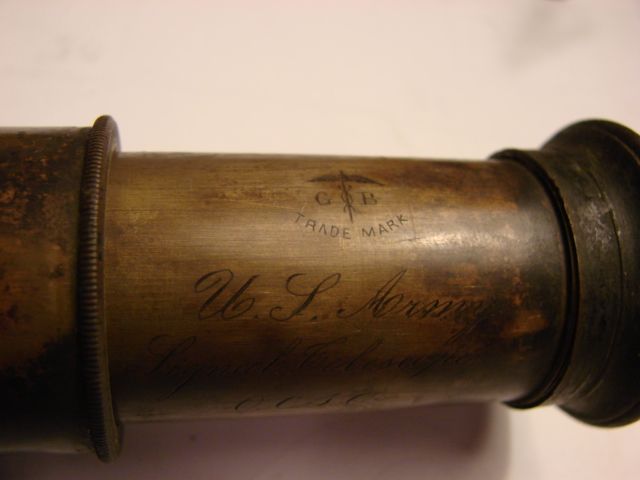 G B
TRADE MARK
U. S. Army
Signal Telescope